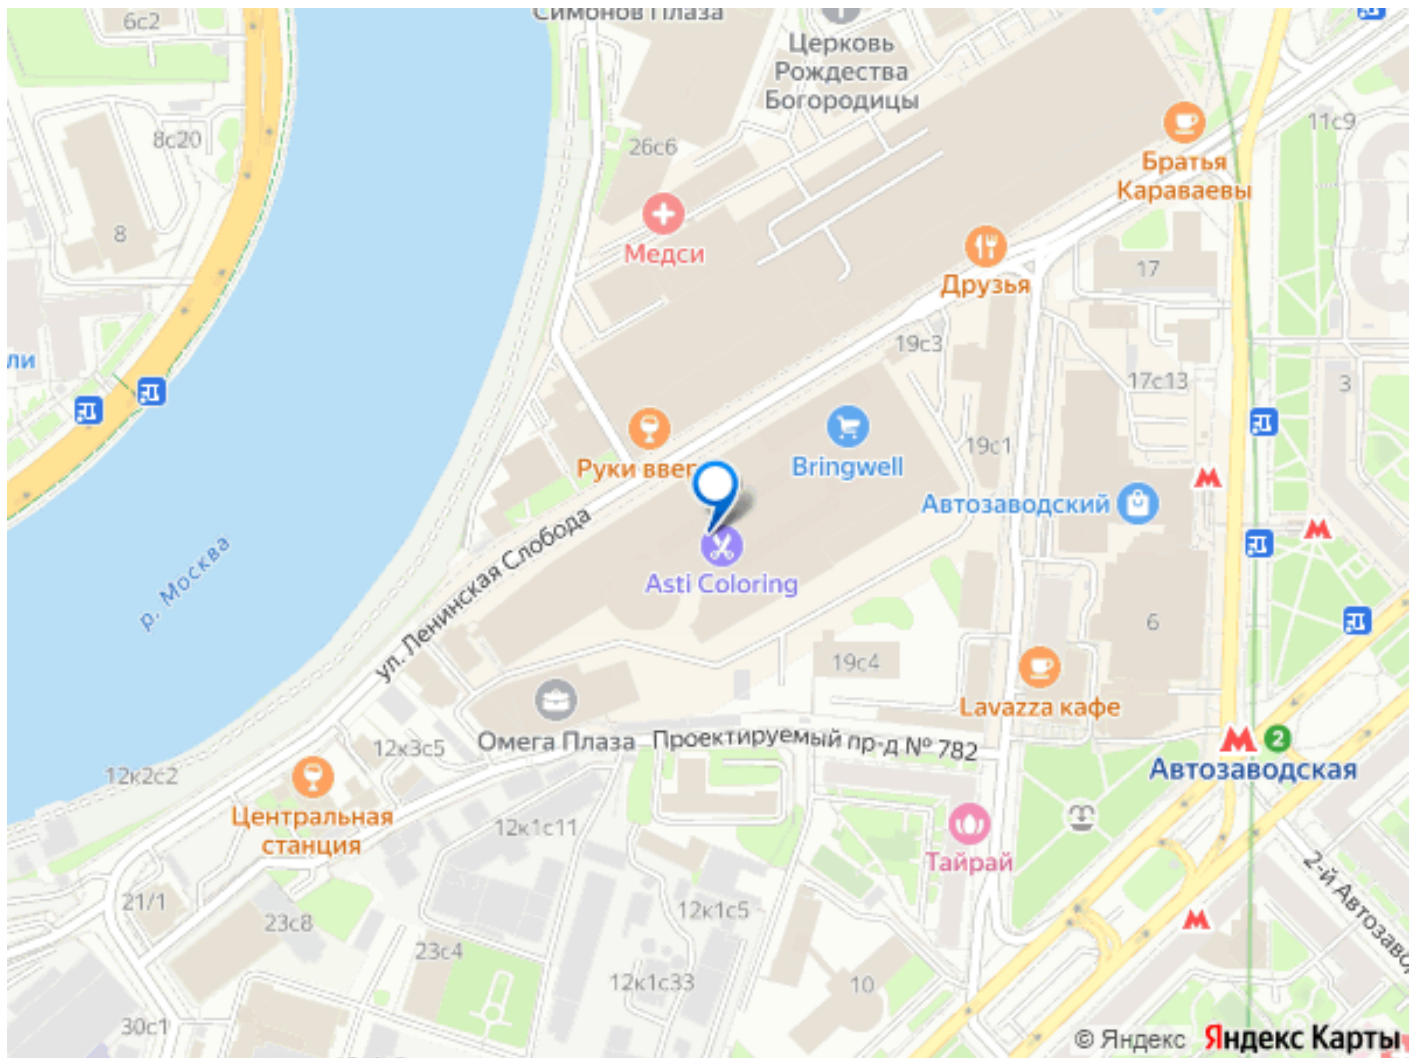 6с2
Симонов Плаза
Церковь
Рождества
Богородицы
8с20
26с6
11с9
Братья
Караваевы
8
Медси
17
Друзья
19с3
ли
17с13
3
19с1
Руки ввер
Bringwell
Автозаводский
ул. Ленинская Слобода
р. Москва
Asti Coloring
6
19с4
Lavazza кафе
Омега Плаза
Проектируемый пр-д № 782
12к3с5
2
Автозаводская
12к2с2
Центральная
станция
12к1с11
Тайрай
2-й Автозавод
21/1
23с8
12к1с5
23с4
12к1с33
10
30с1
© Яндекс Яндекс Карты